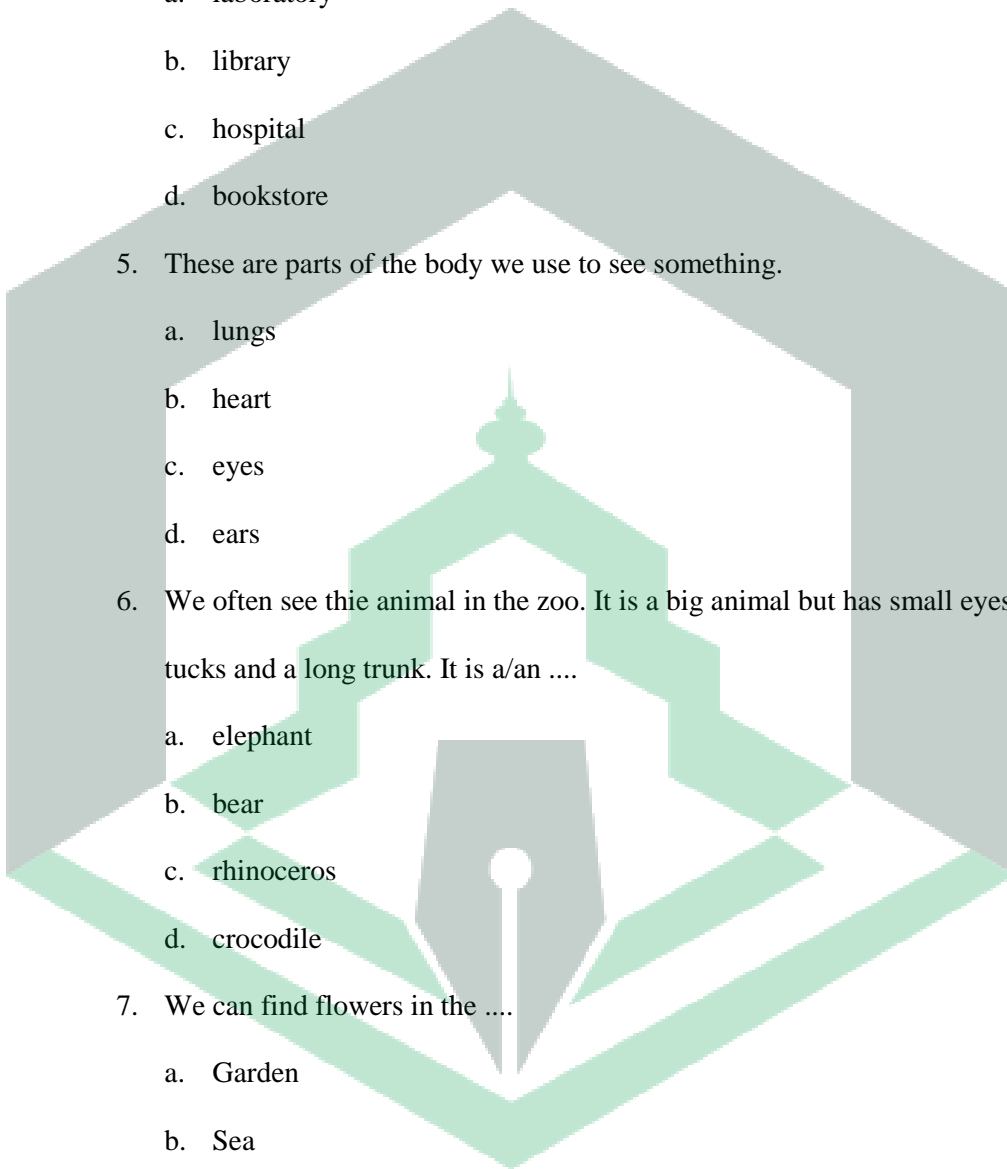 a. laboratory
b. library
c. hospital
d. bookstore
5. These are parts of the body we use to see something.
a. lungs
b. heart
c. eyes
d. ears
6. We often see thie animal in the zoo. It is a big animal but has small eyes
tucks and a long trunk. It is a/an ....
a. elephant
b. bear
c. rhinoceros
d. crocodile
7. We can find flowers in the ....
a. Garden
b. Sea